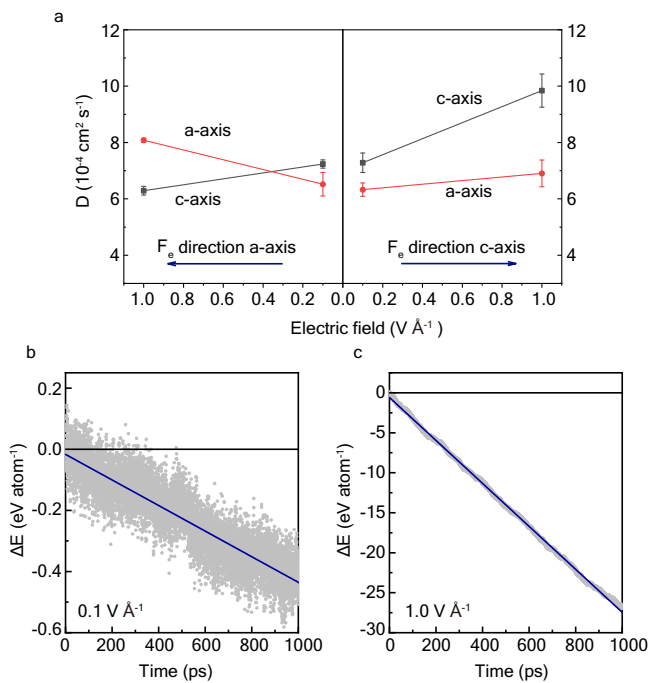 a
12 12
10 10
8 8
6 6
4 4
D (10⁻⁴ cm² s⁻¹)
a-axis
c-axis
c-axis
a-axis
Fₑ direction a-axis
Fₑ direction c-axis
1.0 0.8 0.6 0.4 0.2 0.0 0.2 0.4 0.6 0.8 1.0
Electric field (V Å⁻¹)
b
0.2
0.0
-0.2
-0.4
-0.6
ΔE (eV atom⁻¹)
0.1 V Å⁻¹
0 200 400 600 800 1000
Time (ps)
c
0
-5
-10
-15
-20
-25
-30
ΔE (eV atom⁻¹)
1.0 V Å⁻¹
0 200 400 600 800 1000
Time (ps)